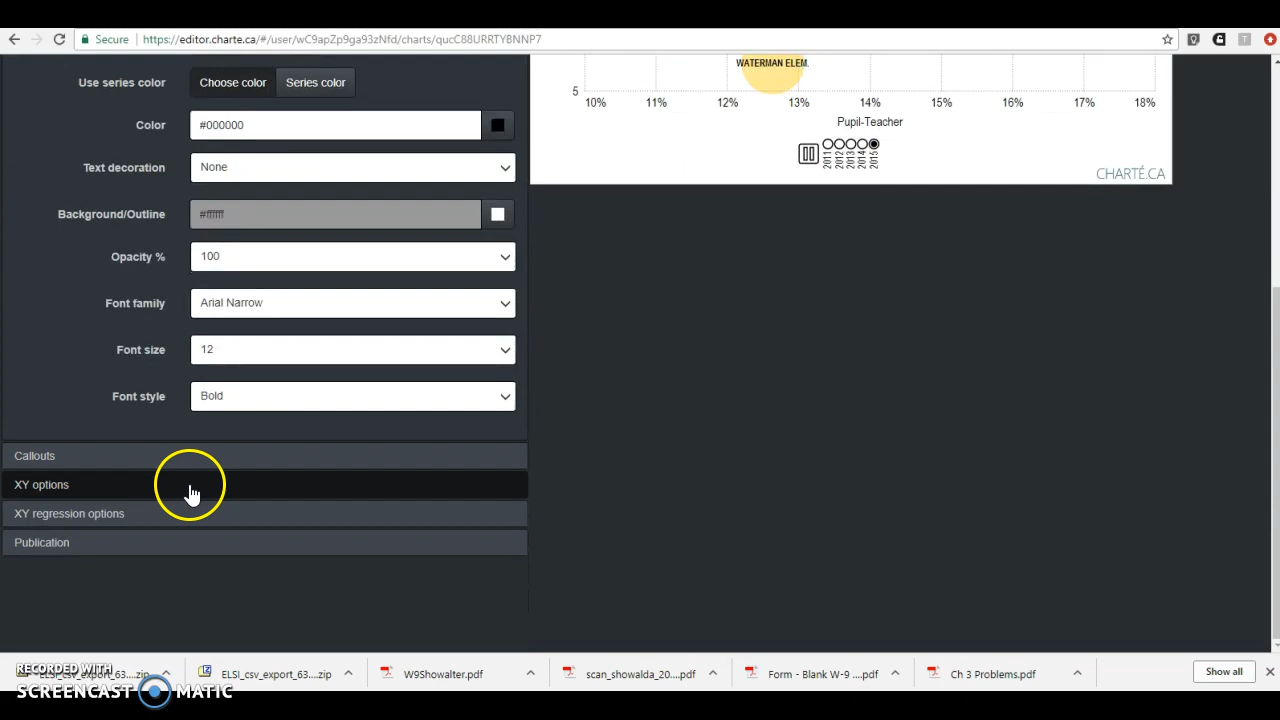 Secure https://editor.charte.ca/#/user/wC9apZp9ga93zNfd/charts/qucC88URRTYBNNP7
Use series color Choose color Series color
Color #000000
Text decoration None
Background/Outline #ffffff
Opacity % 100
Font family Arial Narrow
Font size 12
Font style Bold
Callouts
XY options
XY regression options
Publication
WATERMAN ELEM.
5
10% 11% 12% 13% 14% 15% 16% 17% 18%
Pupil-Teacher
2011 2012 2013 2014 2015
CHARTÉ.CA
ELSI_csv_export_63....zip ELSI_csv_export_63....zip W9Showalter.pdf scan_showalda_20....pdf Form - Blank W-9 ....pdf Ch 3 Problems.pdf Show all
RECORDED WITH
SCREENCAST MATIC